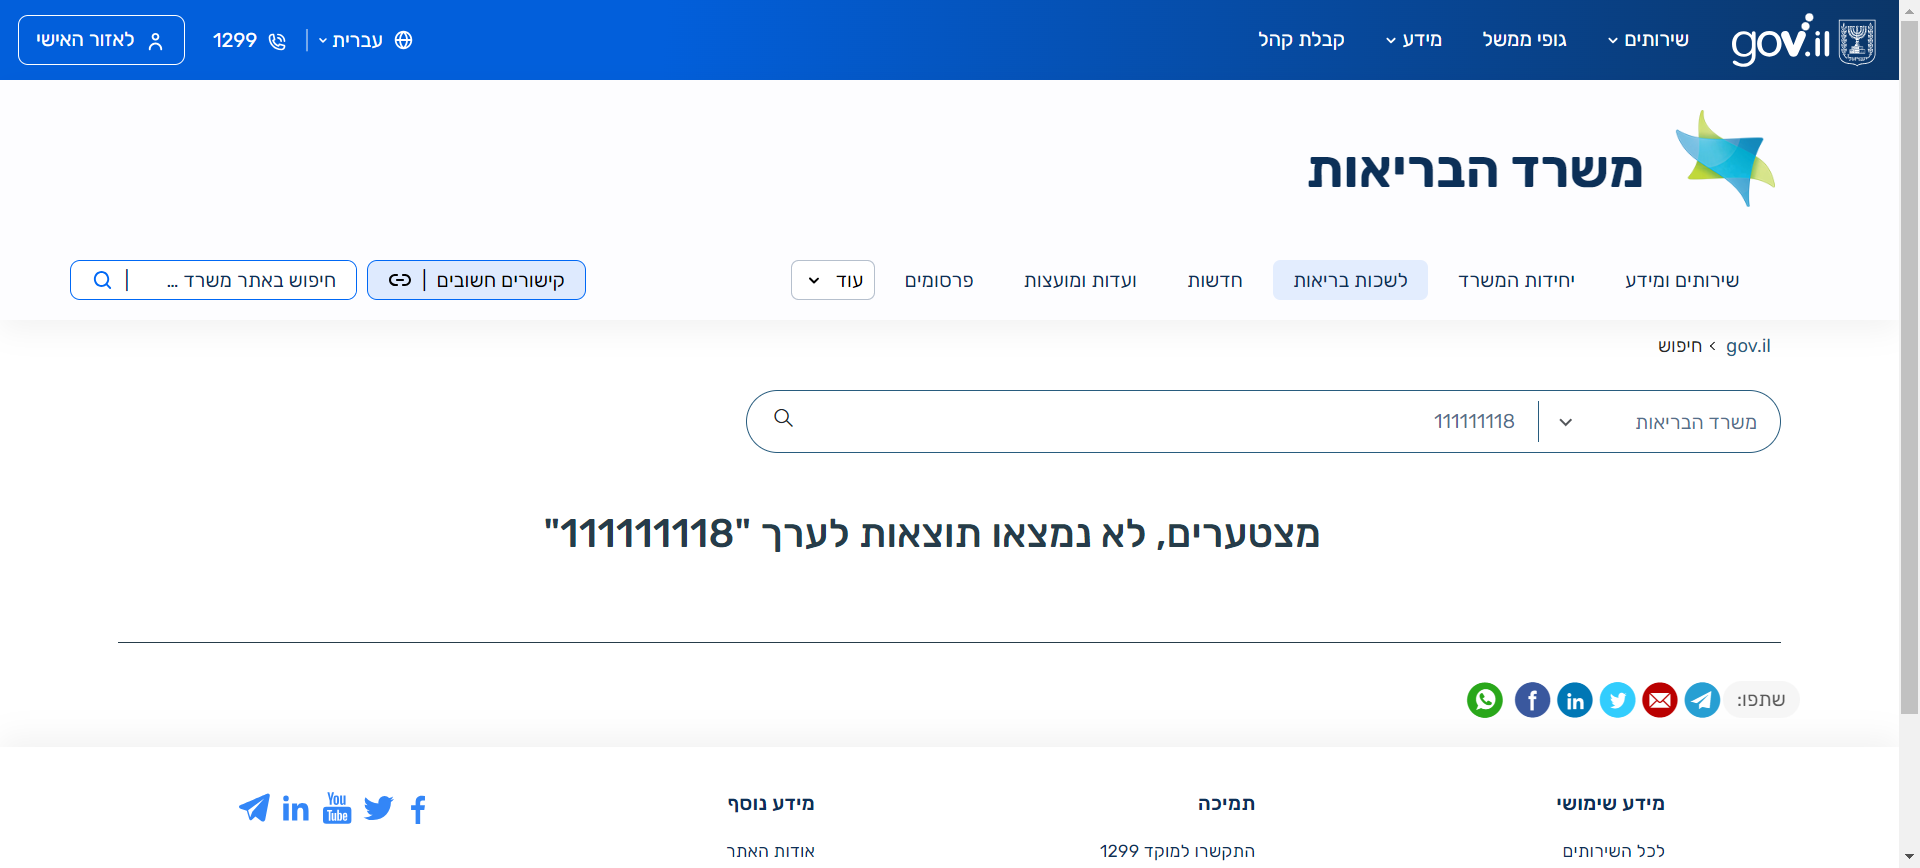 gov.il
שירותים
גופי ממשל
מידע
קבלת קהל
עברית
1299
לאזור האישי
משרד הבריאות
שירותים ומידע
יחידות המשרד
לשכות בריאות
חדשות
ועדות ומועצות
פרסומים
עוד
קישורים חשובים
חיפוש באתר משרד ...
gov.il > חיפוש
משרד הבריאות
111111118
מצטערים, לא נמצאו תוצאות לערך "111111118"
שתפו:
מידע שימושי
תמיכה
מידע נוסף
You Tube
לכל השירותים
התקשרו למוקד 1299
אודות האתר